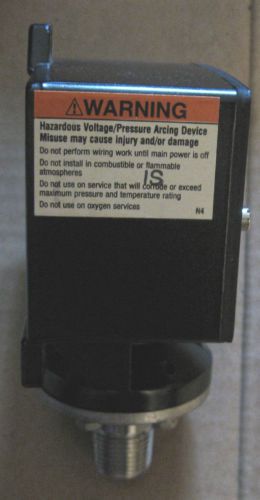 ⚠WARNING
Hazardous Voltage/Pressure Arcing Device
Misuse may cause injury and/or damage
Do not perform wiring work until main power is off
Do not install in combustible or flammable
atmospheres
IS
Do not use on service that will corrode or exceed
maximum pressure and temperature rating
Do not use on oxygen services
N4